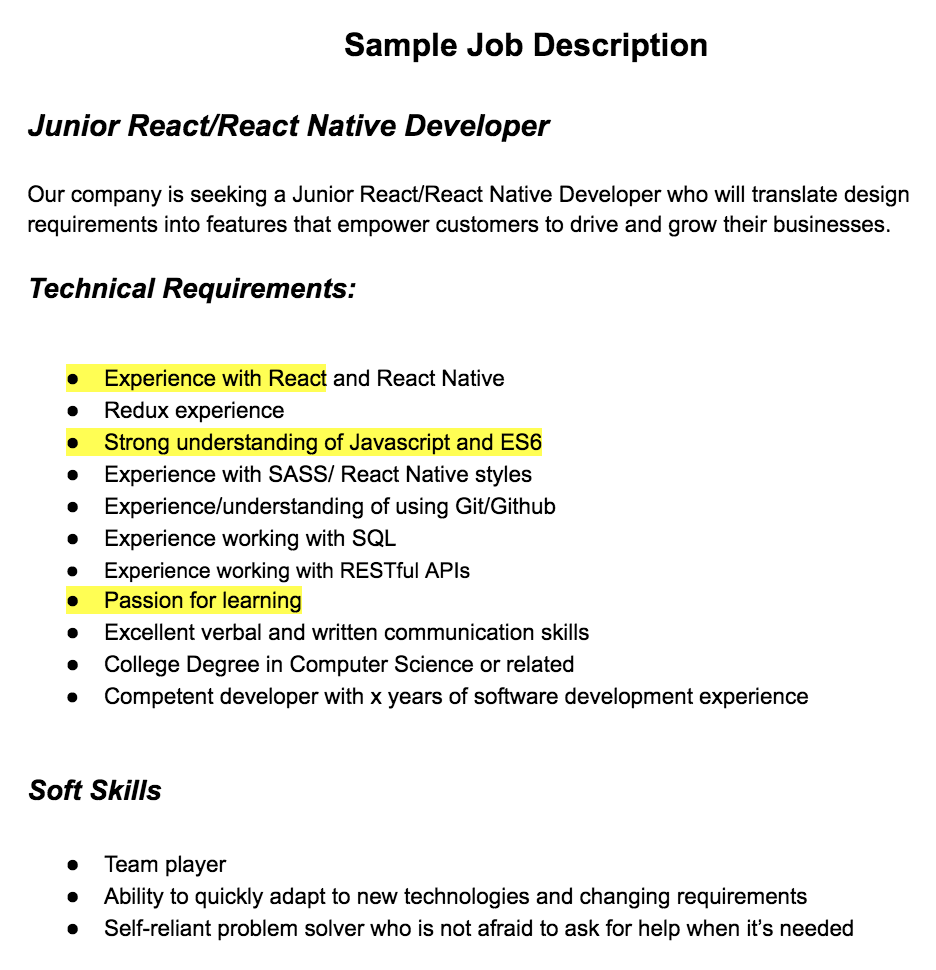 Sample Job Description
Junior React/React Native Developer
Our company is seeking a Junior React/React Native Developer who will translate design
requirements into features that empower customers to drive and grow their businesses.
Technical Requirements:
● Experience with React and React Native
● Redux experience
● Strong understanding of Javascript and ES6
● Experience with SASS/ React Native styles
● Experience/understanding of using Git/Github
● Experience working with SQL
● Experience working with RESTful APIs
● Passion for learning
● Excellent verbal and written communication skills
● College Degree in Computer Science or related
● Competent developer with x years of software development experience
Soft Skills
● Team player
● Ability to quickly adapt to new technologies and changing requirements
● Self-reliant problem solver who is not afraid to ask for help when it’s needed